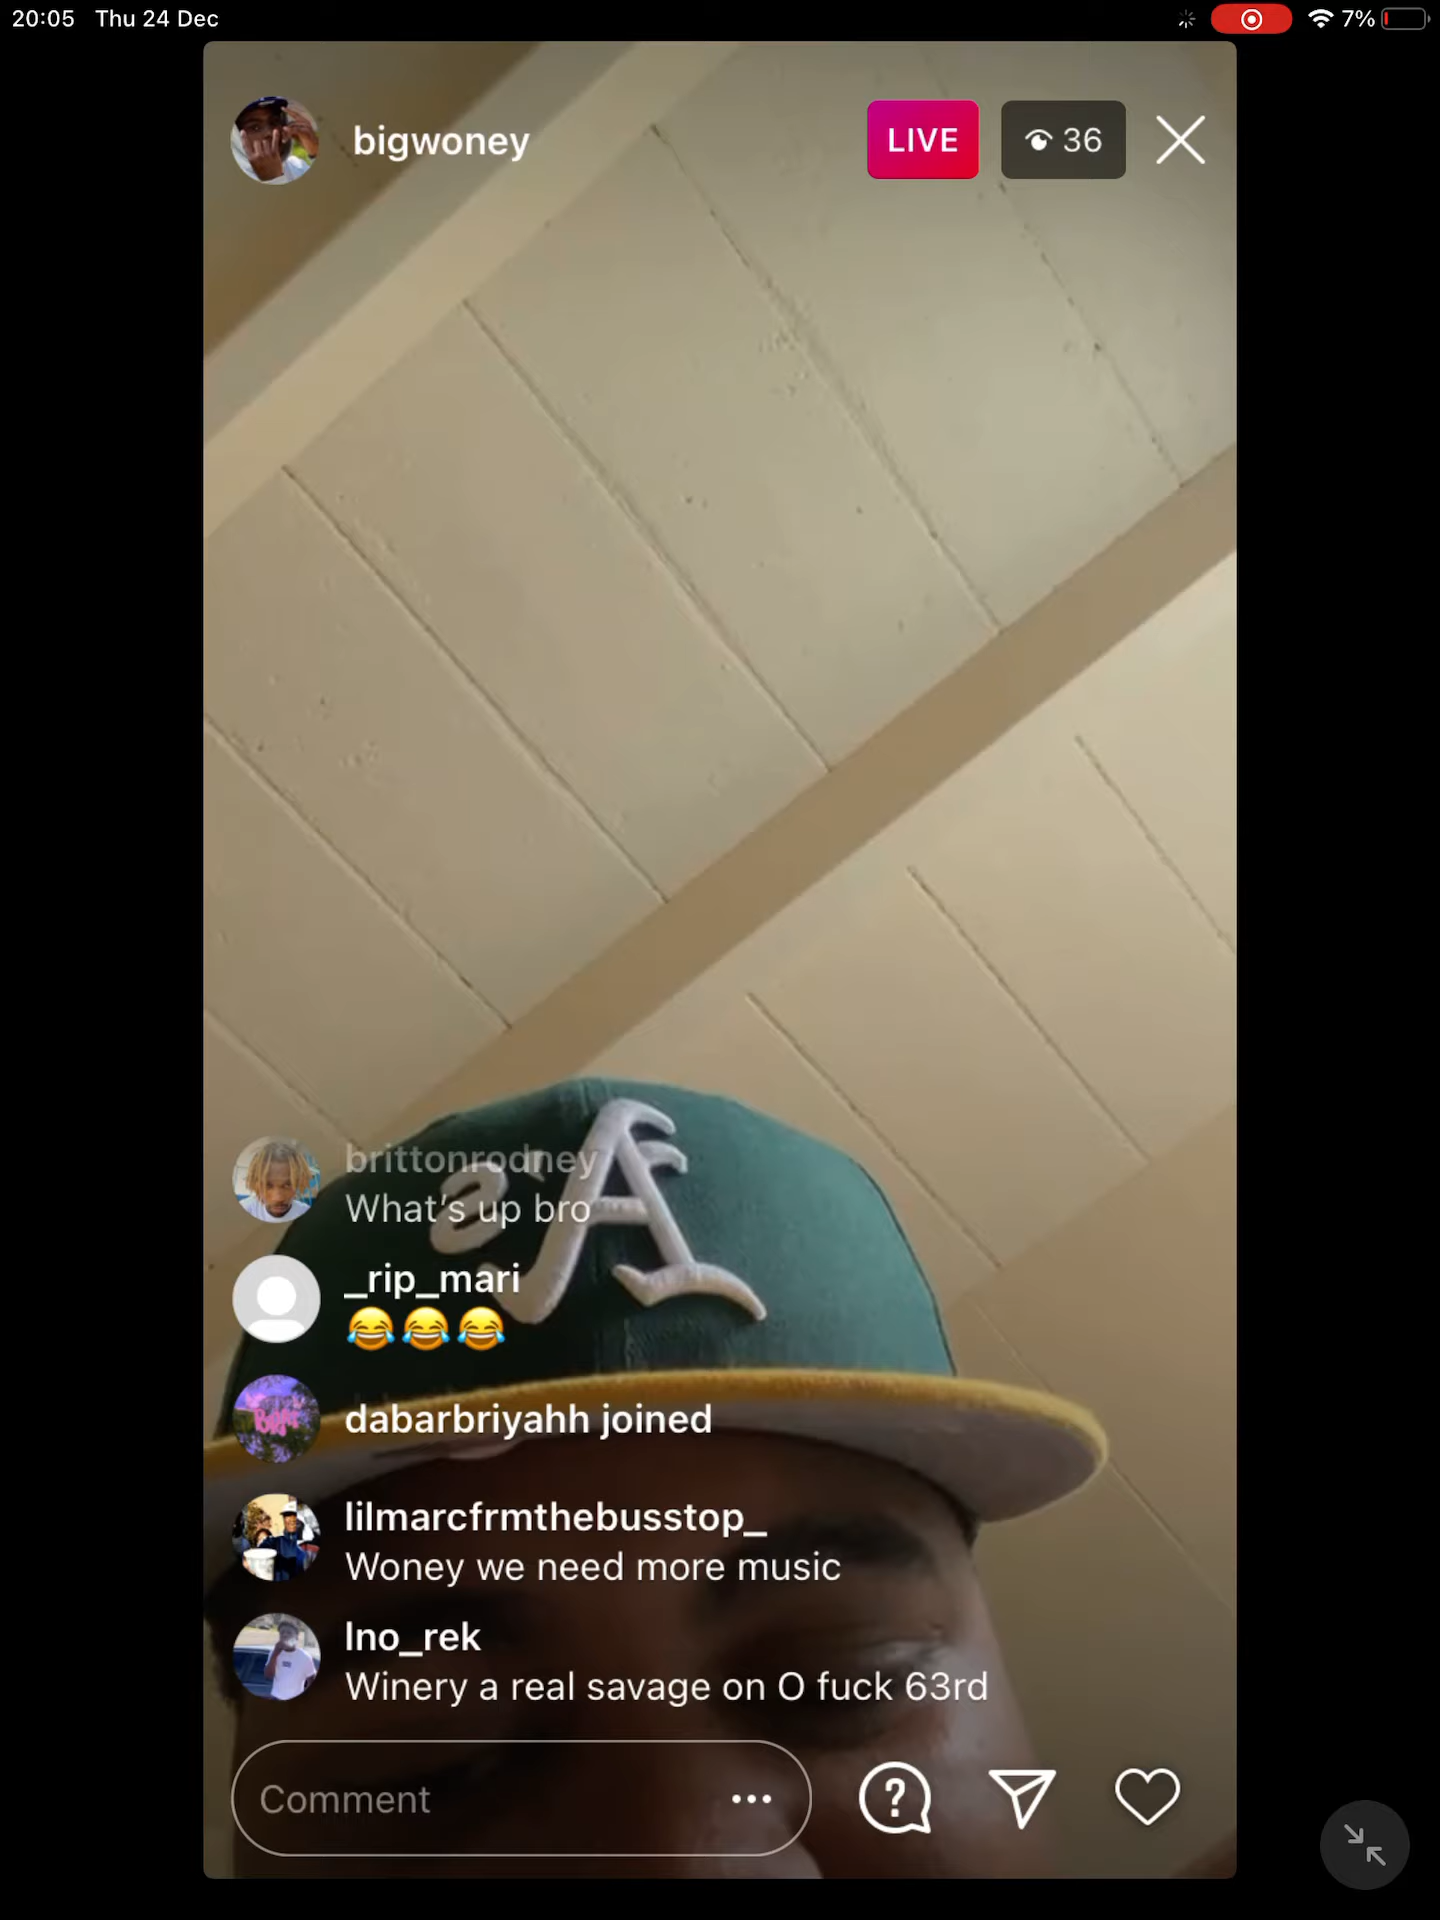 20:05 Thu 24 Dec
7%
bigwoney
LIVE
36
A's
brittonrodney
What's up bro
_rip_mari
😂😂😂
dabarbriyahh joined
lilmarcfrmthebusstop_
Woney we need more music
lno_rek
Winery a real savage on O fuck 63rd
Comment